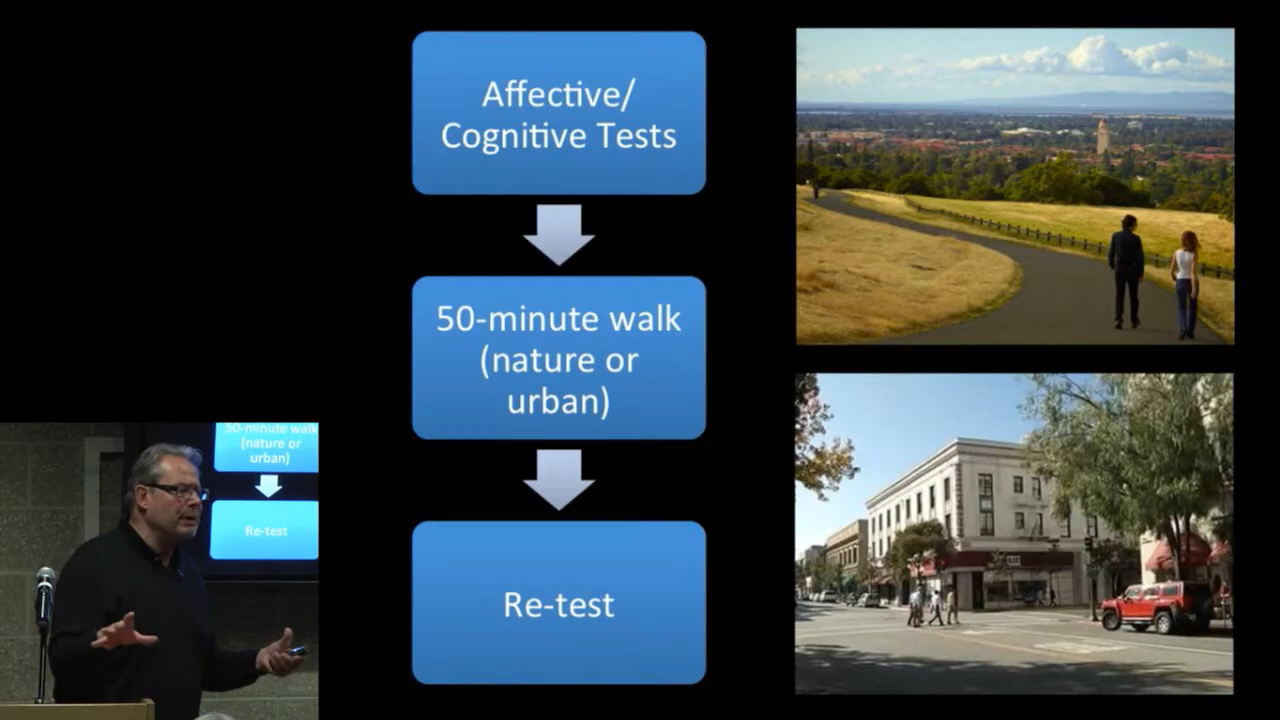 Affective/
Cognitive Tests
50-minute walk
(nature or
urban)
Re-test
50-minute walk
(nature or
urban)
Re-test